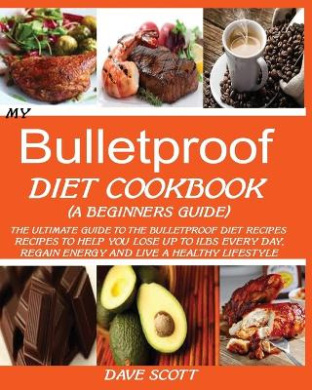 MY
Bulletproof
DIET COOKBOOK
(A BEGINNERS GUIDE)
THE ULTIMATE GUIDE TO THE BULLETPROOF DIET RECIPES
RECIPES TO HELP YOU LOSE UP TO 1LBS EVERY DAY,
REGAIN ENERGY AND LIVE A HEALTHY LIFESTYLE
DAVE SCOTT